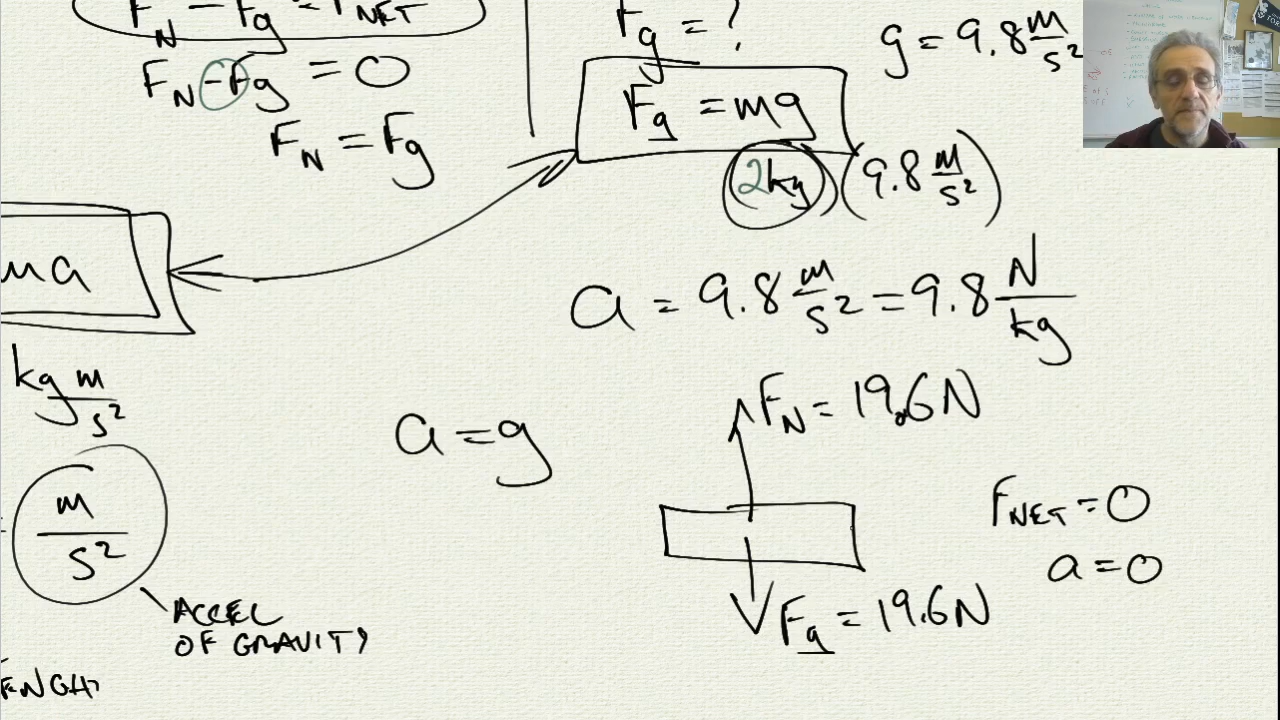 F_N - F_g = F_NET
F_N - F_g = 0
F_N = F_g
F_g = ?
g = 9.8 m/s²
F_g = mg
(2kg)(9.8 m/s²)
ma
a = 9.8 m/s² = 9.8 N/kg
kg m/s²
a = g
F_N = 19.6N
m/s²
F_NET = 0
a = 0
ACCEL
OF GRAVITY
F_g = 19.6N